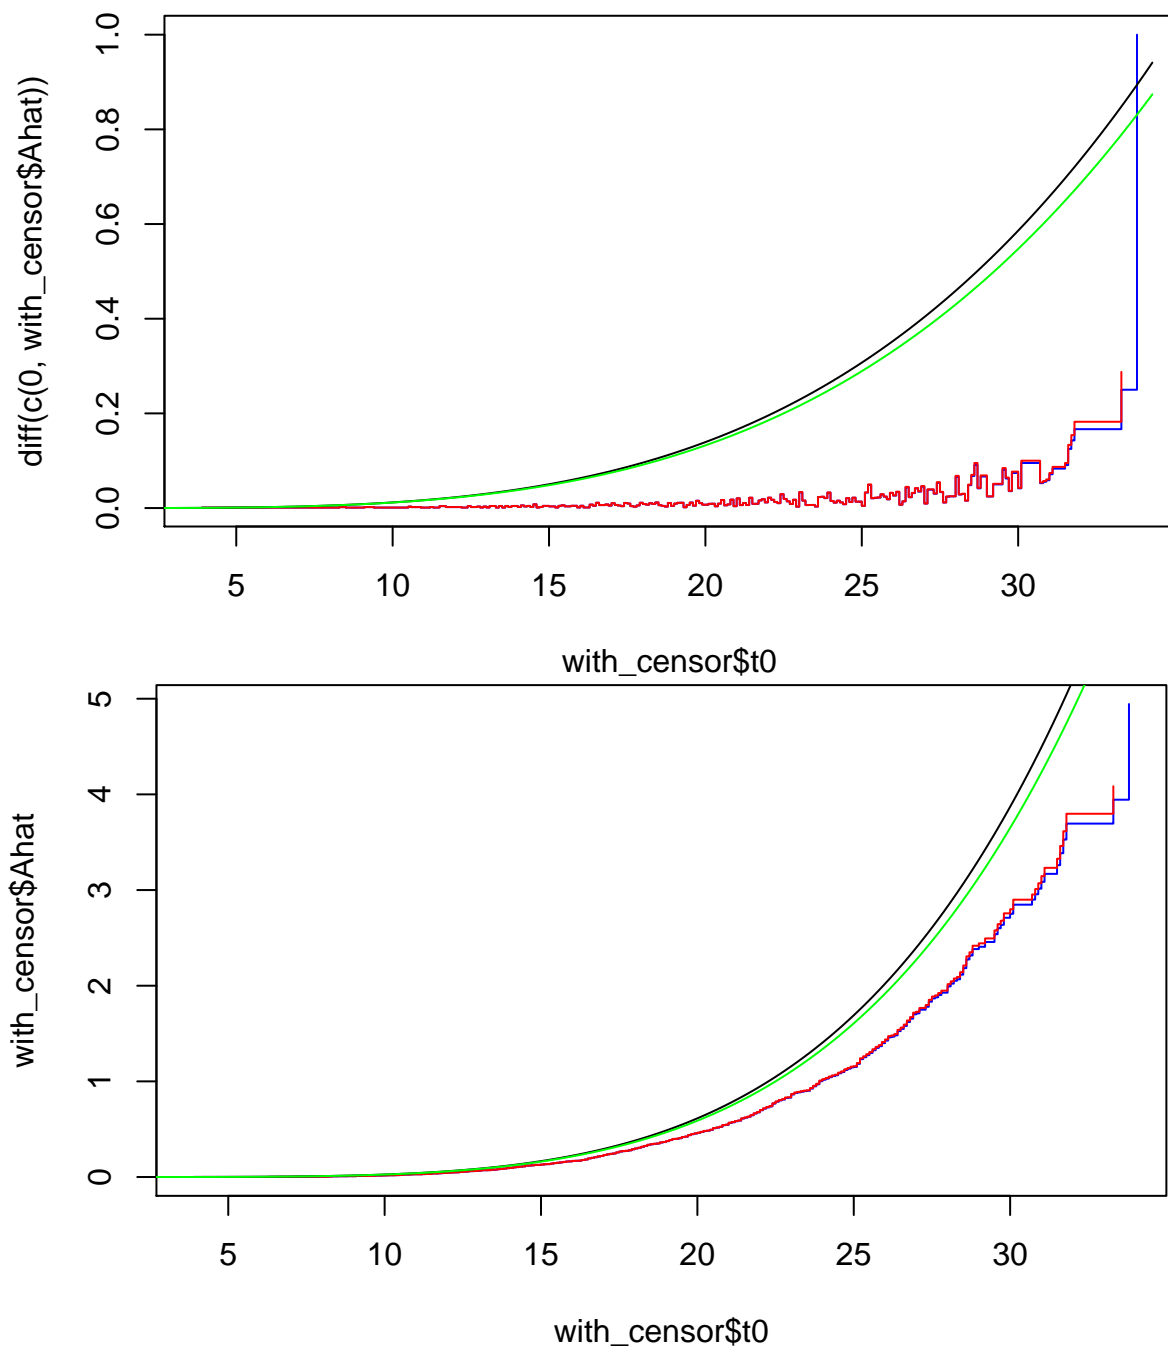 diff(c(0, with_censor$Ahat))
0.0 0.2 0.4 0.6 0.8 1.0
5 10 15 20 25 30
with_censor$t0
with_censor$Ahat
0 1 2 3 4 5
5 10 15 20 25 30
with_censor$t0